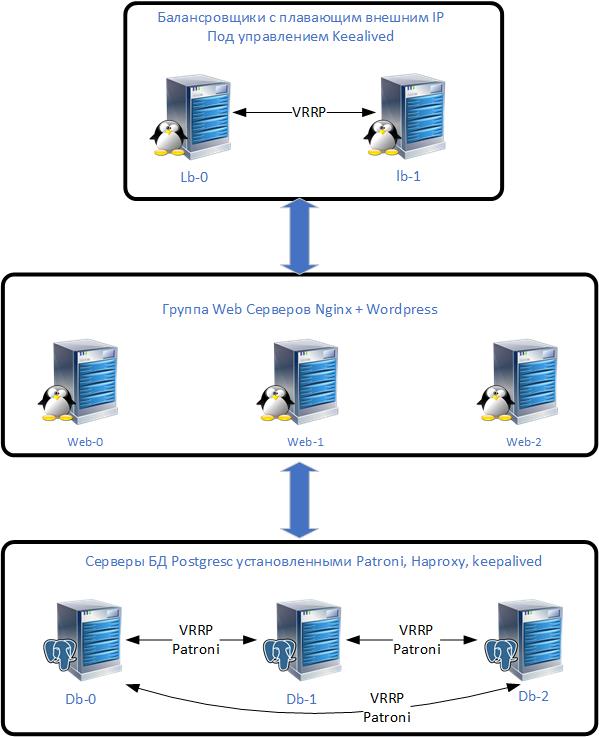 Балансровщики с плавающим внешним IP
Под управлением Keealived
VRRP
Lb-0
lb-1
Группа Web Серверов Nginx + Wordpress
Web-0
Web-1
Web-2
Серверы БД Postgresс установленными Patroni, Haproxy, keepalived
VRRP
Patroni
VRRP
Patroni
Db-0
Db-1
Db-2
VRRP
Patroni